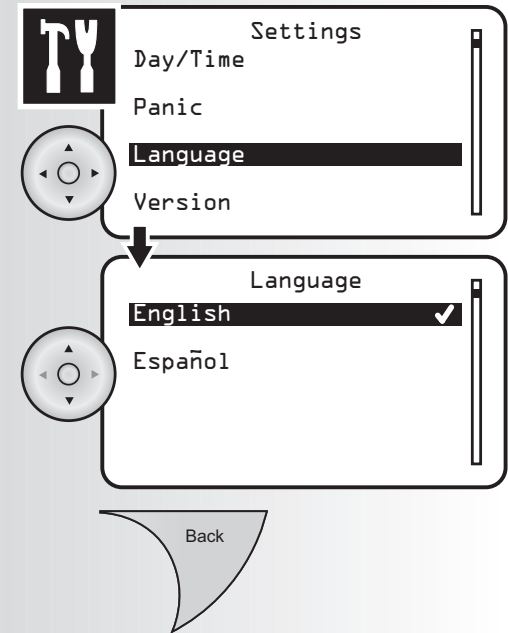 Settings
Day/Time
Panic
Language
Version
Language
English ✓
Español
Back